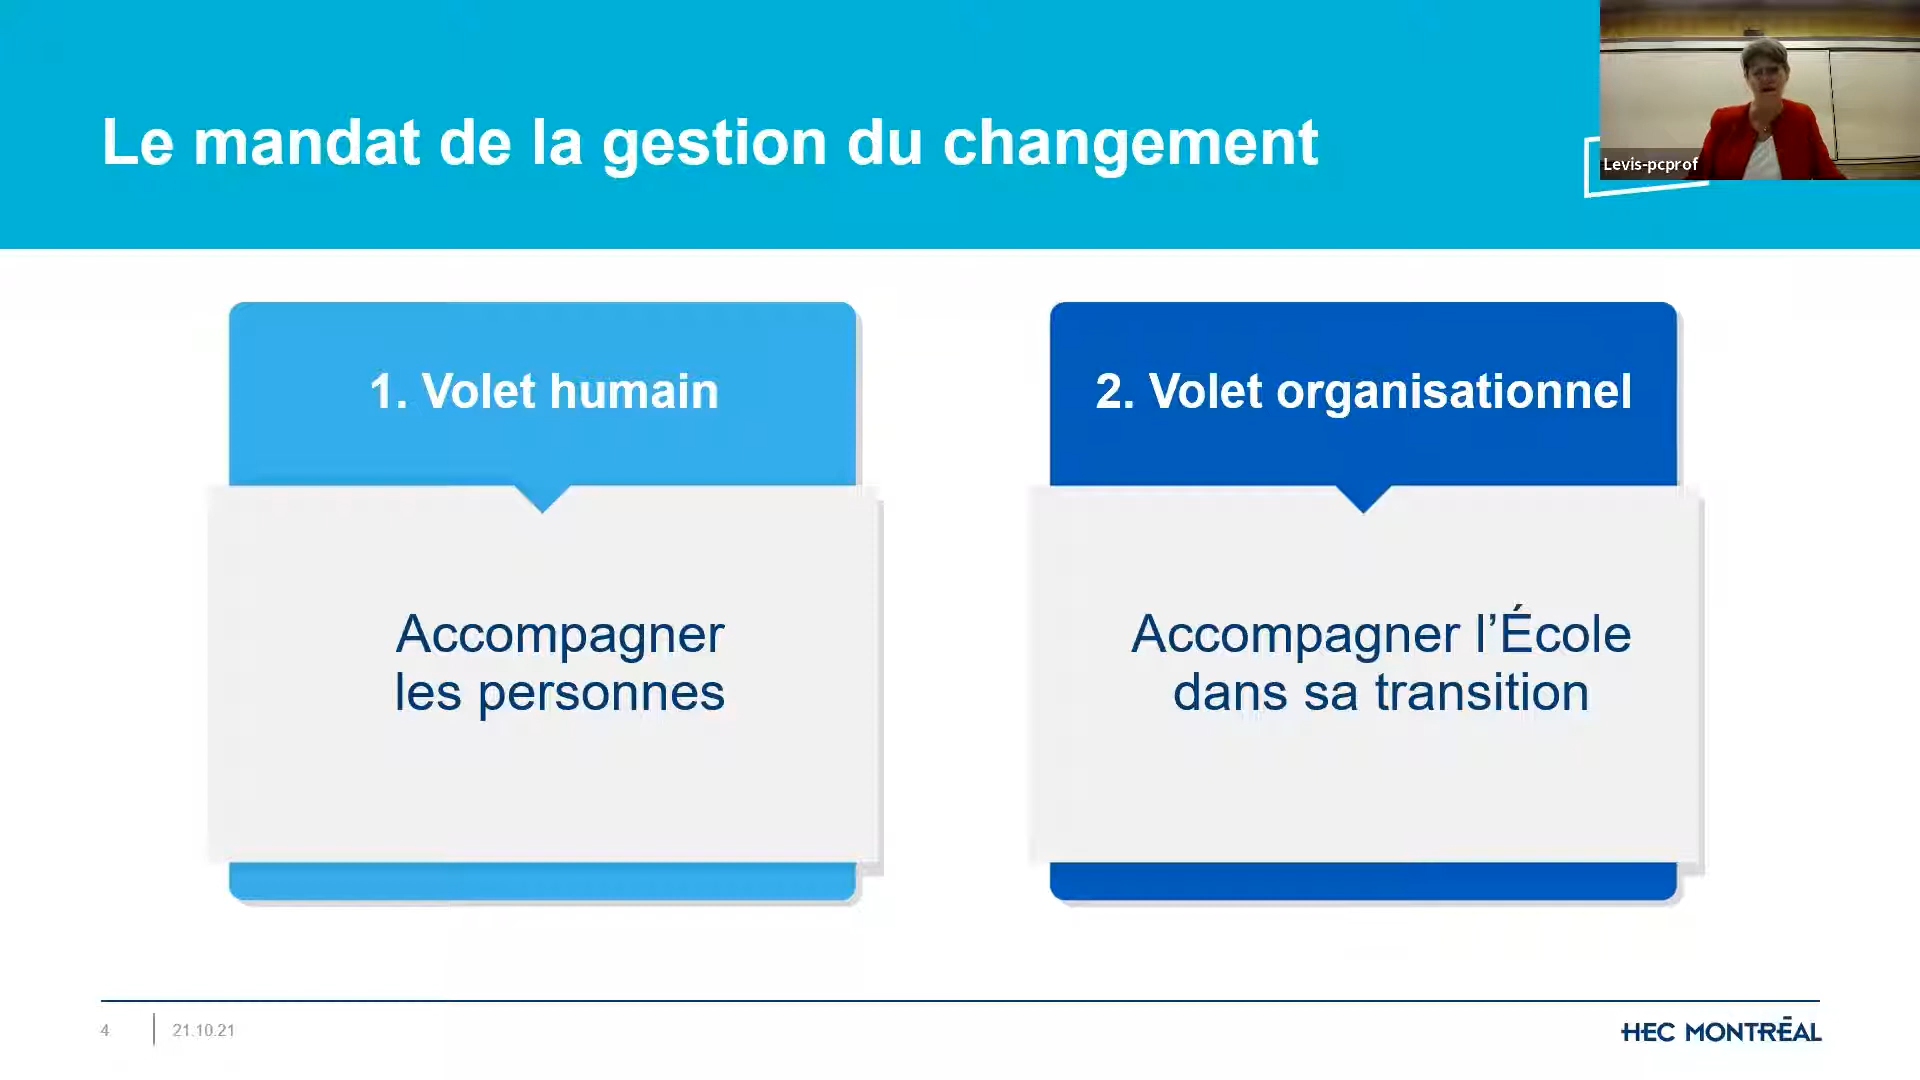 Le mandat de la gestion du changement
Levis-pcprof
1. Volet humain
Accompagner
les personnes
2. Volet organisationnel
Accompagner l’École
dans sa transition
4
21.10.21
HEC MONTRÉAL